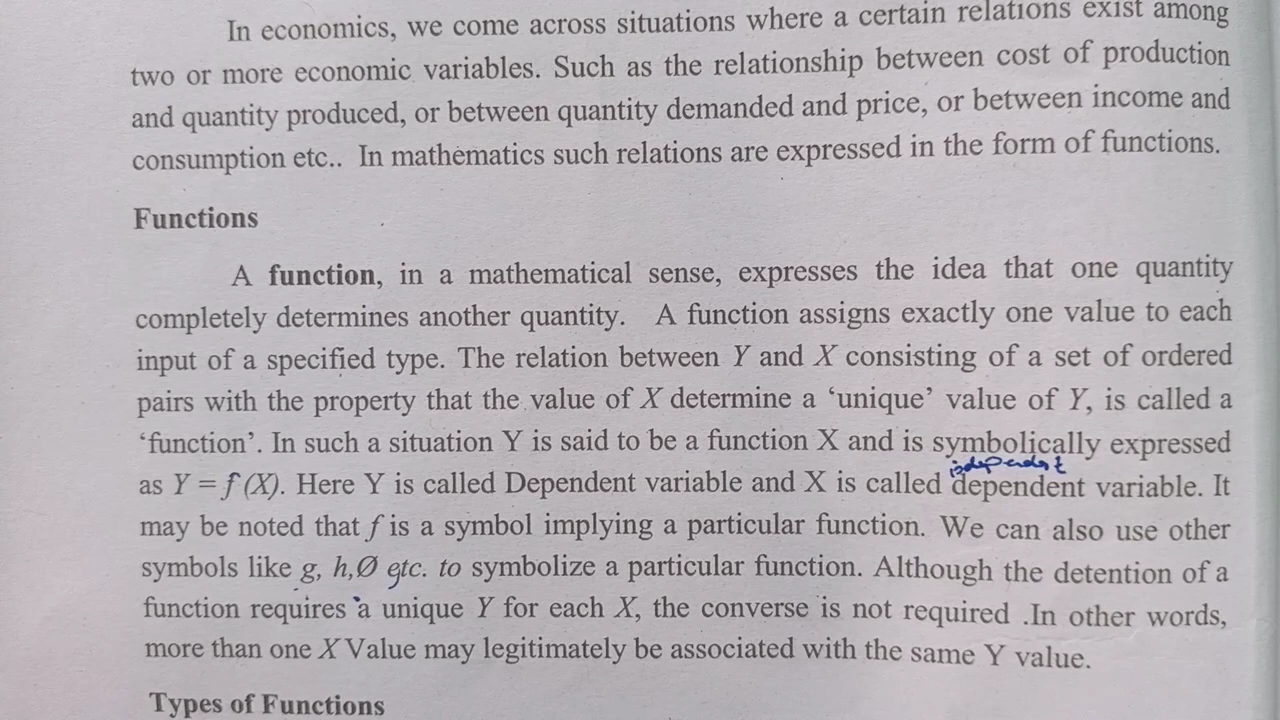 In economics, we come across situations where a certain relations exist among
two or more economic variables. Such as the relationship between cost of production
and quantity produced, or between quantity demanded and price, or between income and
consumption etc.. In mathematics such relations are expressed in the form of functions.
Functions
A function, in a mathematical sense, expresses the idea that one quantity
completely determines another quantity. A function assigns exactly one value to each
input of a specified type. The relation between Y and X consisting of a set of ordered
pairs with the property that the value of X determine a ‘unique’ value of Y, is called a
‘function’. In such a situation Y is said to be a function X and is symbolically expressed
as Y = f (X). Here Y is called Dependent variable and X is called dependent variable. It
may be noted that f is a symbol implying a particular function. We can also use other
symbols like g, h,Ø etc. to symbolize a particular function. Although the detention of a
function requires a unique Y for each X, the converse is not required .In other words,
more than one X Value may legitimately be associated with the same Y value.
Types of Functions